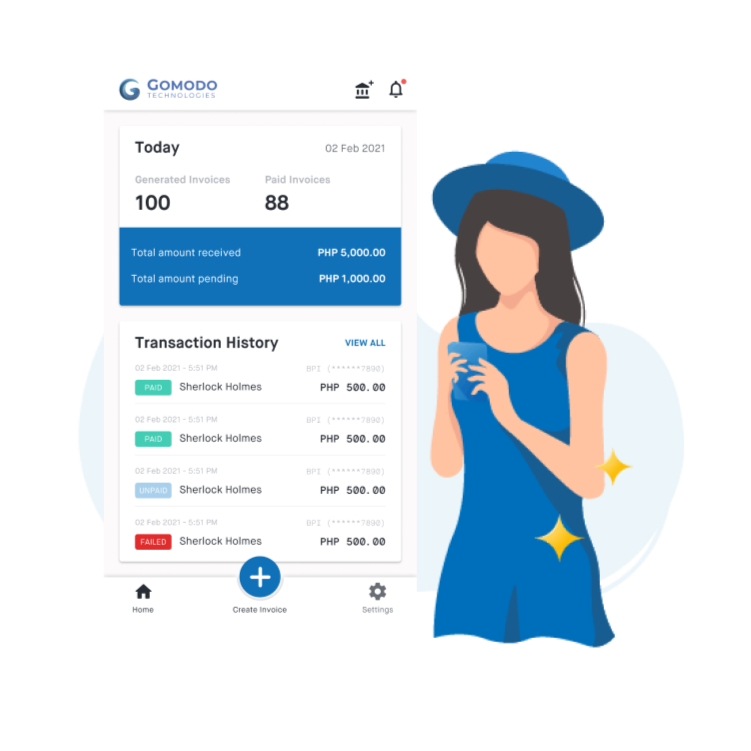 GOMODO
TECHNOLOGIES
Today 02 Feb 2021
Generated Invoices Paid Invoices
100 88
Total amount received PHP 5,000.00
Total amount pending PHP 1,000.00
Transaction History VIEW ALL
02 Feb 2021 - 5:51 PM BPI (******7890)
PAID Sherlock Holmes PHP 500.00
02 Feb 2021 - 5:51 PM BPI (******7890)
PAID Sherlock Holmes PHP 500.00
02 Feb 2021 - 5:51 PM BPI (******7890)
UNPAID Sherlock Holmes PHP 500.00
02 Feb 2021 - 5:51 PM BPI (******7890)
FAILED Sherlock Holmes PHP 500.00
Home Create Invoice Settings